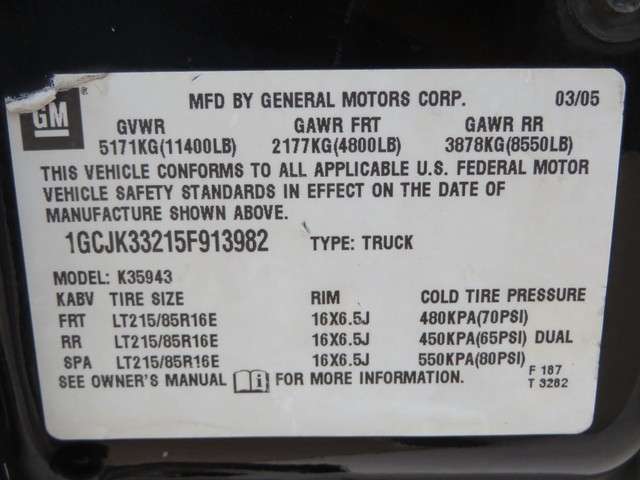 GM ®
MFD BY GENERAL MOTORS CORP. 03/05
GVWR GAWR FRT GAWR RR
5171KG(11400LB) 2177KG(4800LB) 3878KG(8550LB)
THIS VEHICLE CONFORMS TO ALL APPLICABLE U.S. FEDERAL MOTOR
VEHICLE SAFETY STANDARDS IN EFFECT ON THE DATE OF
MANUFACTURE SHOWN ABOVE.
1GCJK33215F913982 TYPE: TRUCK
MODEL: K35943
KABV TIRE SIZE RIM COLD TIRE PRESSURE
FRT LT215/85R16E 16X6.5J 480KPA(70PSI)
RR LT215/85R16E 16X6.5J 450KPA(65PSI) DUAL
SPA LT215/85R16E 16X6.5J 550KPA(80PSI)
SEE OWNER'S MANUAL i FOR MORE INFORMATION.
F 187
T 3282